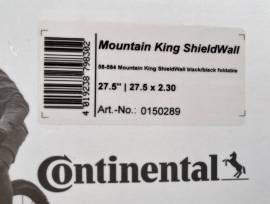 Mountain King ShieldWall
58-584 Mountain King ShieldWall black/black foldable
27.5" | 27.5 x 2.30
Art.-No.: 0150289
4 019238 798302
Continental